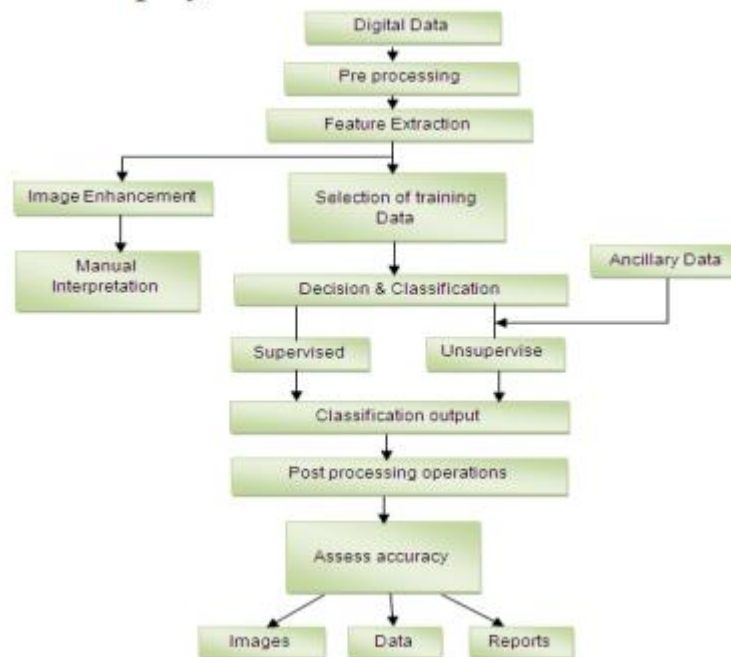 Digital Data
Pre processing
Feature Extraction
Image Enhancement
Selection of training
Data
Manual
Interpretation
Ancillary Data
Decision & Classification
Supervised
Unsupervise
Classification output
Post processing operations
Assess accuracy
Images
Data
Reports